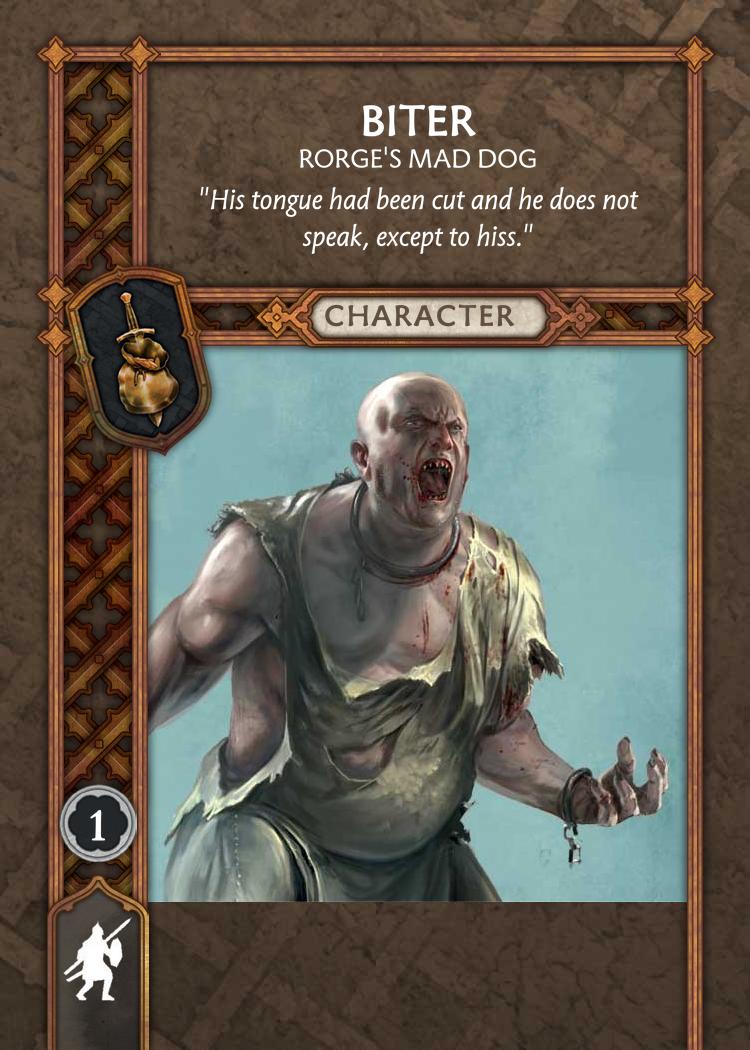 BITER
RORGE'S MAD DOG
"His tongue had been cut and he does not
speak, except to hiss."
CHARACTER
1